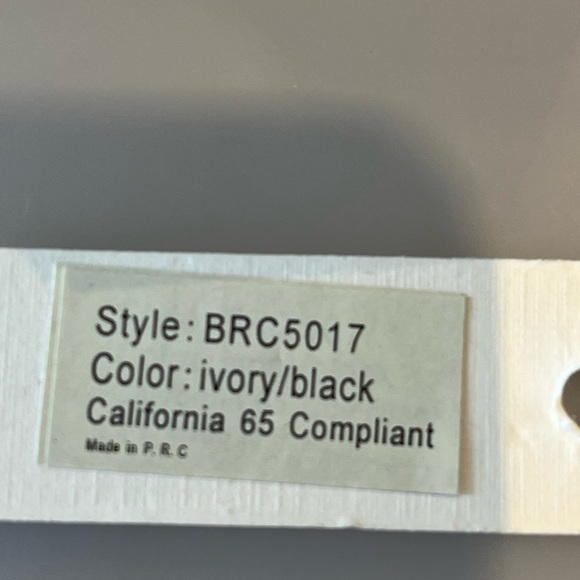 Style: BRC5017
Color: ivory/black
California 65 Compliant
Made in P. R. C